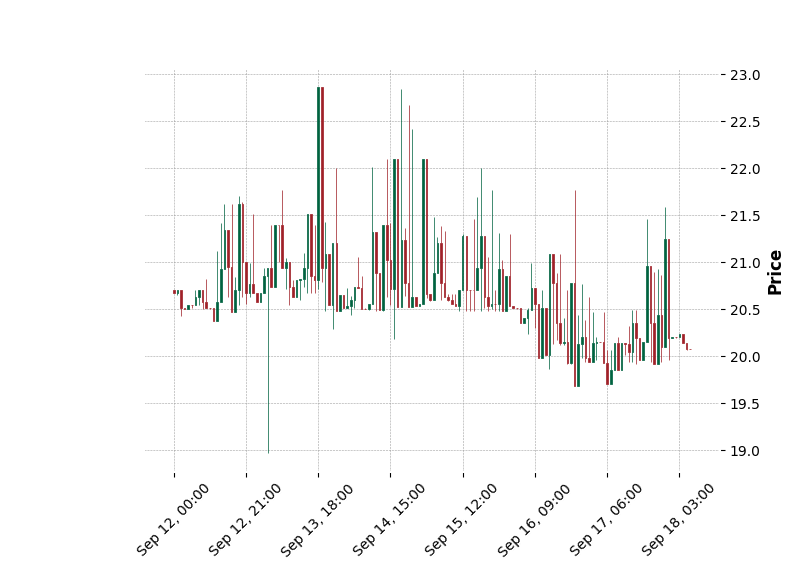 23.0
22.5
22.0
21.5
21.0
20.5
20.0
19.5
19.0
Price
Sep 12, 00:00
Sep 12, 21:00
Sep 13, 18:00
Sep 14, 15:00
Sep 15, 12:00
Sep 16, 09:00
Sep 17, 06:00
Sep 18, 03:00